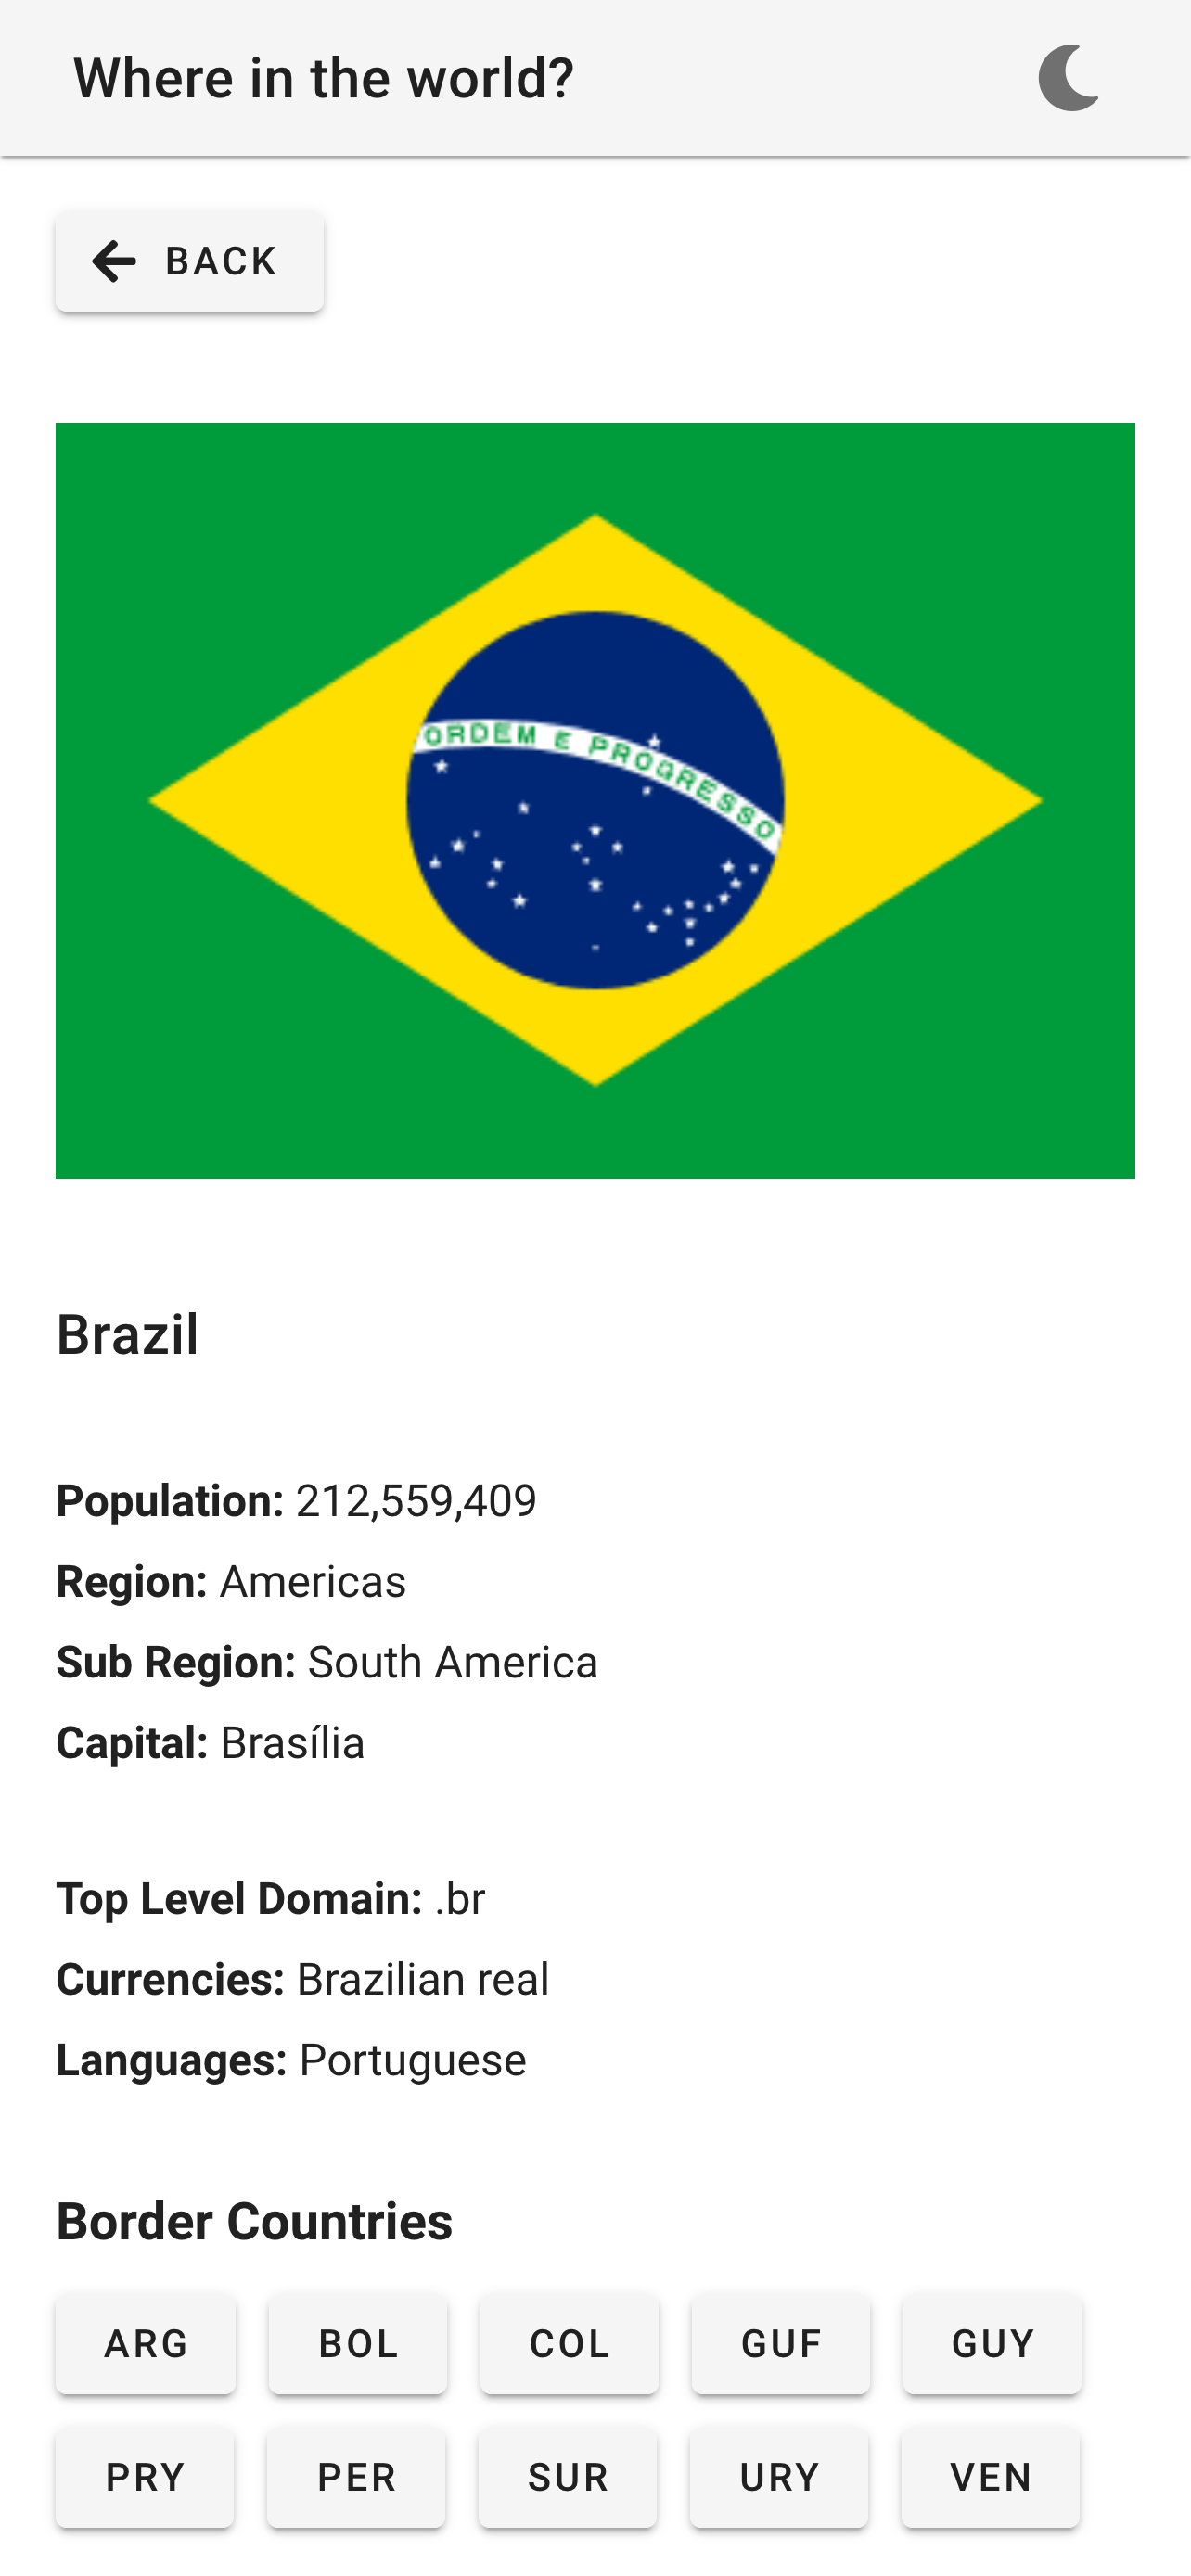 Where in the world?
BACK
ORDEM E PROGRESSO
Brazil
Population: 212,559,409
Region: Americas
Sub Region: South America
Capital: Brasília
Top Level Domain: .br
Currencies: Brazilian real
Languages: Portuguese
Border Countries
ARG BOL COL GUF GUY
PRY PER SUR URY VEN